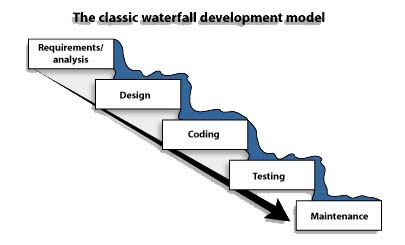 The classic waterfall development model
Requirements/
analysis
Design
Coding
Testing
Maintenance